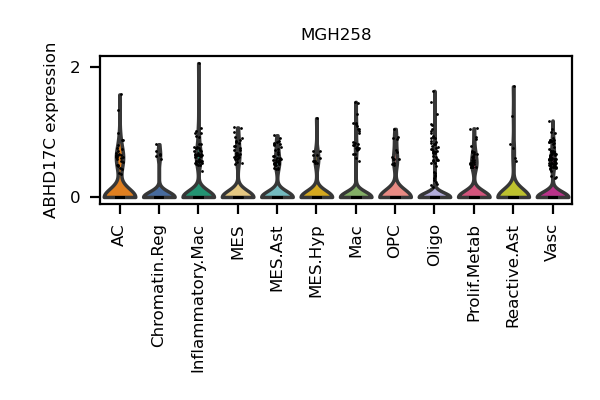 MGH258
ABHD17C expression
2
0
AC
Chromatin.Reg
Inflammatory.Mac
MES
MES.Ast
MES.Hyp
Mac
OPC
Oligo
Prolif.Metab
Reactive.Ast
Vasc